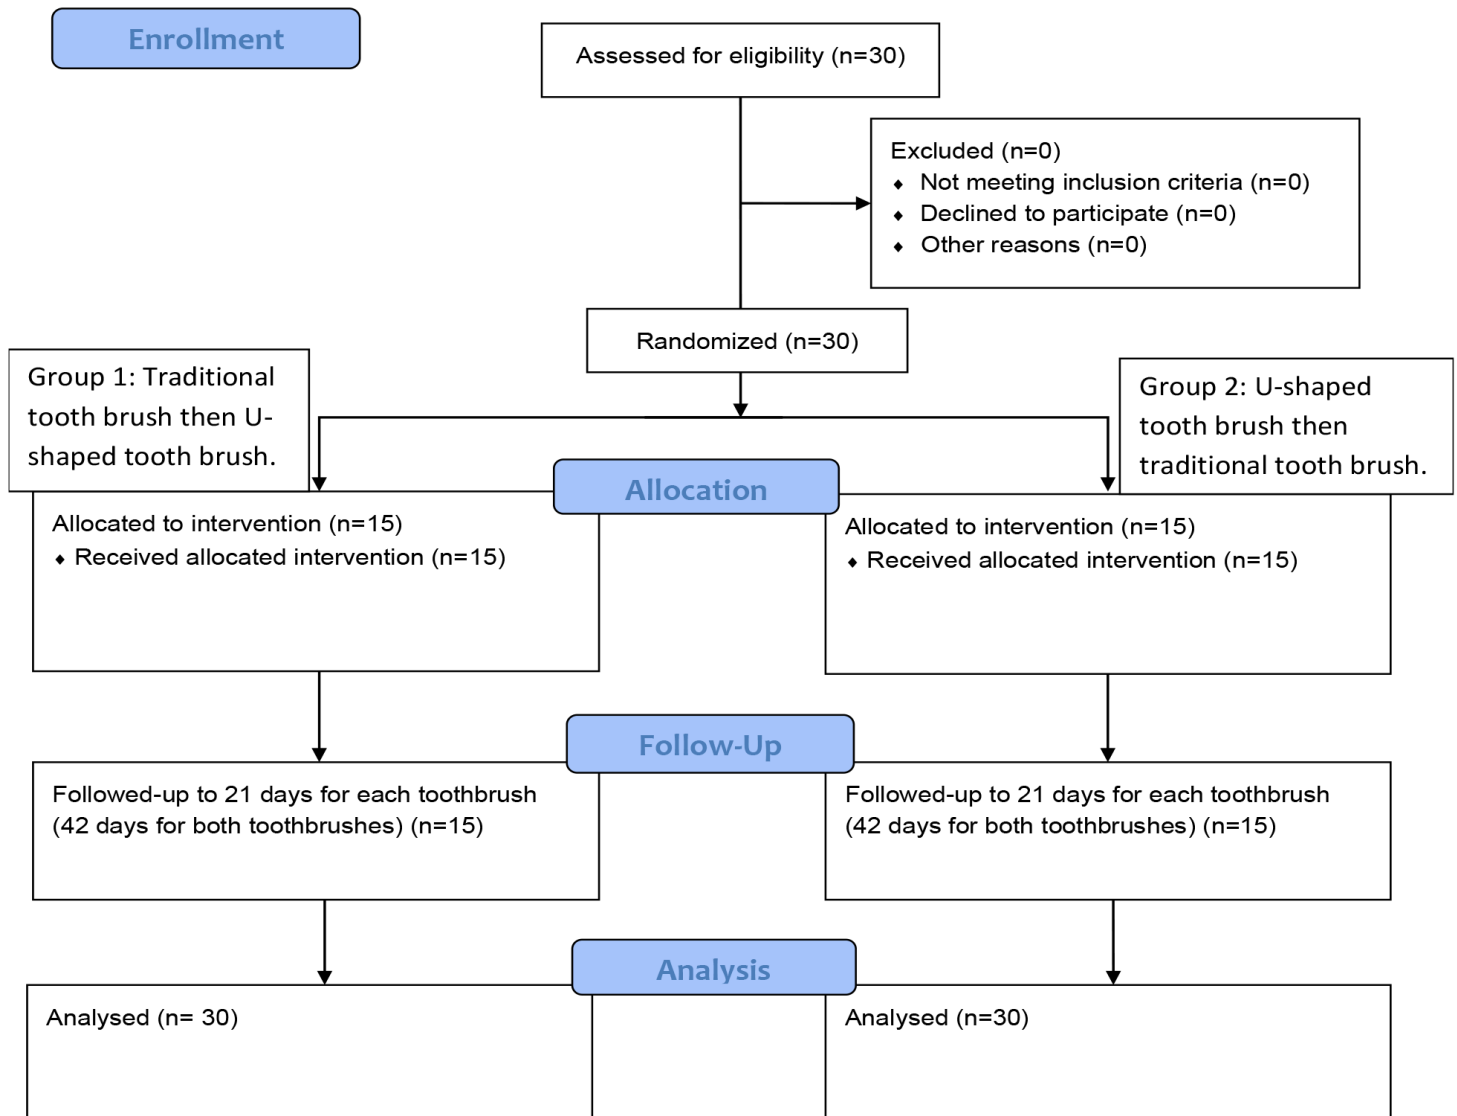 Enrollment
Assessed for eligibility (n=30)
Excluded (n=0)
⬧ Not meeting inclusion criteria (n=0)
⬧ Declined to participate (n=0)
⬧ Other reasons (n=0)
Randomized (n=30)
Group 1: Traditional
tooth brush then U-
shaped tooth brush.
Group 2: U-shaped
tooth brush then
traditional tooth brush.
Allocation
Allocated to intervention (n=15)
⬧ Received allocated intervention (n=15)
Allocated to intervention (n=15)
⬧ Received allocated intervention (n=15)
Follow-Up
Followed-up to 21 days for each toothbrush
(42 days for both toothbrushes) (n=15)
Followed-up to 21 days for each toothbrush
(42 days for both toothbrushes) (n=15)
Analysis
Analysed (n= 30)
Analysed (n=30)